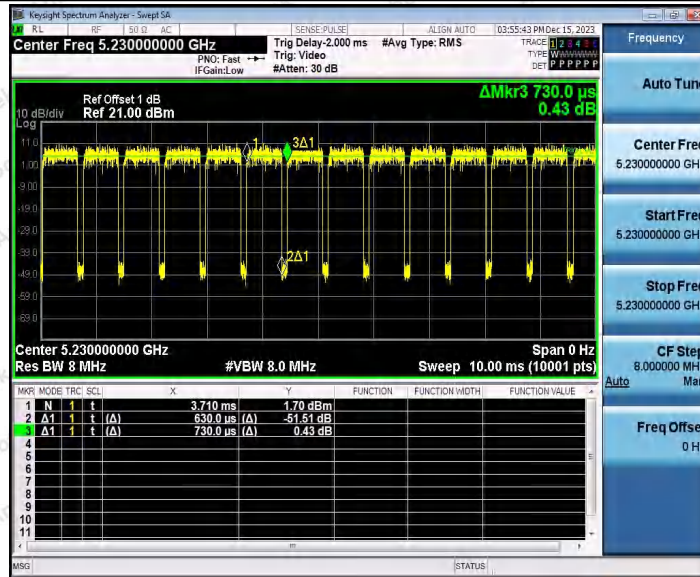 Keysight Spectrum Analyzer - Swept SA
RL RF 50 Ω AC SENSE:PULSE ALIGN AUTO 03:55:43 PM Dec 15, 2023
Center Freq 5.230000000 GHz
PNO: Fast
IFGain:Low
Trig Delay-2.000 ms
Trig: Video
#Atten: 30 dB
#Avg Type: RMS
TRACE 1 2 3 4 5 6
TYPE WWWWWW
DET P P P P P P
ΔMkr3 730.0 µs
0.43 dB
Ref Offset 1 dB
10 dB/div Ref 21.00 dBm
Log
11.0
1.00
-9.00
-19.0
-29.0
-39.0
-49.0
-59.0
-69.0
1
3Δ1
2Δ1
Center 5.230000000 GHz Span 0 Hz
Res BW 8 MHz #VBW 8.0 MHz Sweep 10.00 ms (10001 pts)
MKR MODE TRC SCL X Y FUNCTION FUNCTION WIDTH FUNCTION VALUE
1 N 1 t 3.710 ms 1.70 dBm
2 Δ1 1 t (Δ) 630.0 µs (Δ) -51.51 dB
3 Δ1 1 t (Δ) 730.0 µs (Δ) 0.43 dB
4
5
6
7
8
9
10
11
MSG STATUS
Frequency
Auto Tune
Center Freq
5.230000000 GH
Start Freq
5.230000000 GH
Stop Freq
5.230000000 GH
CF Step
8.000000 MH
Auto Ma
Freq Offse
0 H